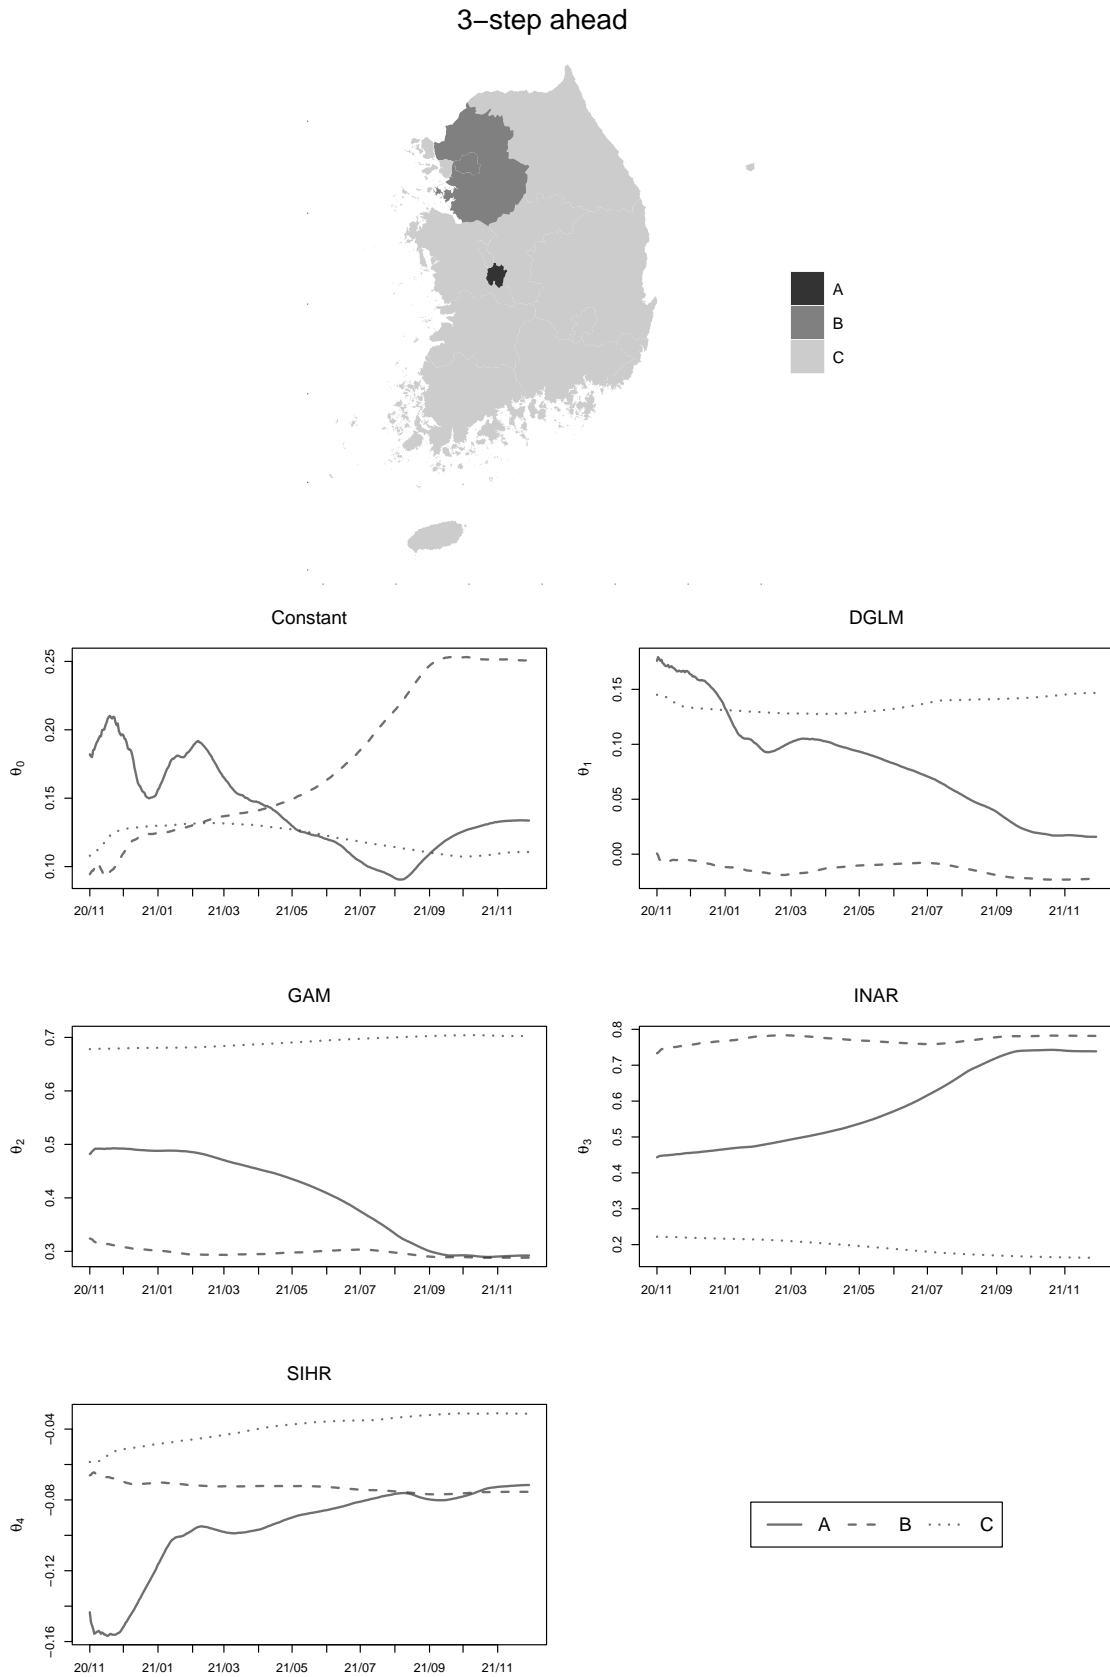 3−step ahead
A
B
C
Constant
DGLM
θ0
0.10 0.15 0.20 0.25
20/11 21/01 21/03 21/05 21/07 21/09 21/11
θ1
0.00 0.05 0.10 0.15
20/11 21/01 21/03 21/05 21/07 21/09 21/11
GAM
INAR
θ2
0.3 0.4 0.5 0.6 0.7
20/11 21/01 21/03 21/05 21/07 21/09 21/11
θ3
0.2 0.3 0.4 0.5 0.6 0.7 0.8
20/11 21/01 21/03 21/05 21/07 21/09 21/11
SIHR
θ4
−0.16 −0.12 −0.08 −0.04
20/11 21/01 21/03 21/05 21/07 21/09 21/11
A B C